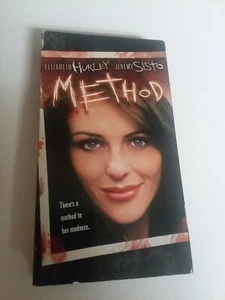 ELIZABETH HURLEY JEREMY SISTO
METHOD
There's a
method to
her madness.